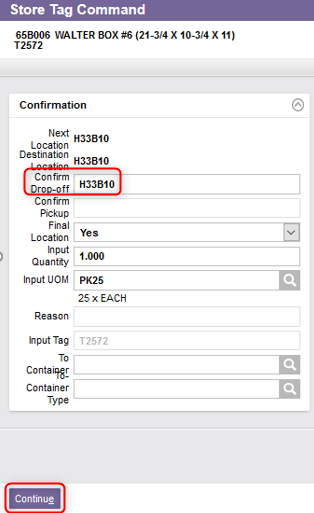 Store Tag Command
65B006 WALTER BOX #6 (21-3/4 X 10-3/4 X 11)
T2572
Confirmation
Next Location H33B10
Destination Location H33B10
Confirm Drop-off H33B10
Confirm Pickup
Final Location Yes
Input Quantity 1.000
Input UOM PK25
25 x EACH
Reason
Input Tag T2572
To Container
To-Container Type
Continue